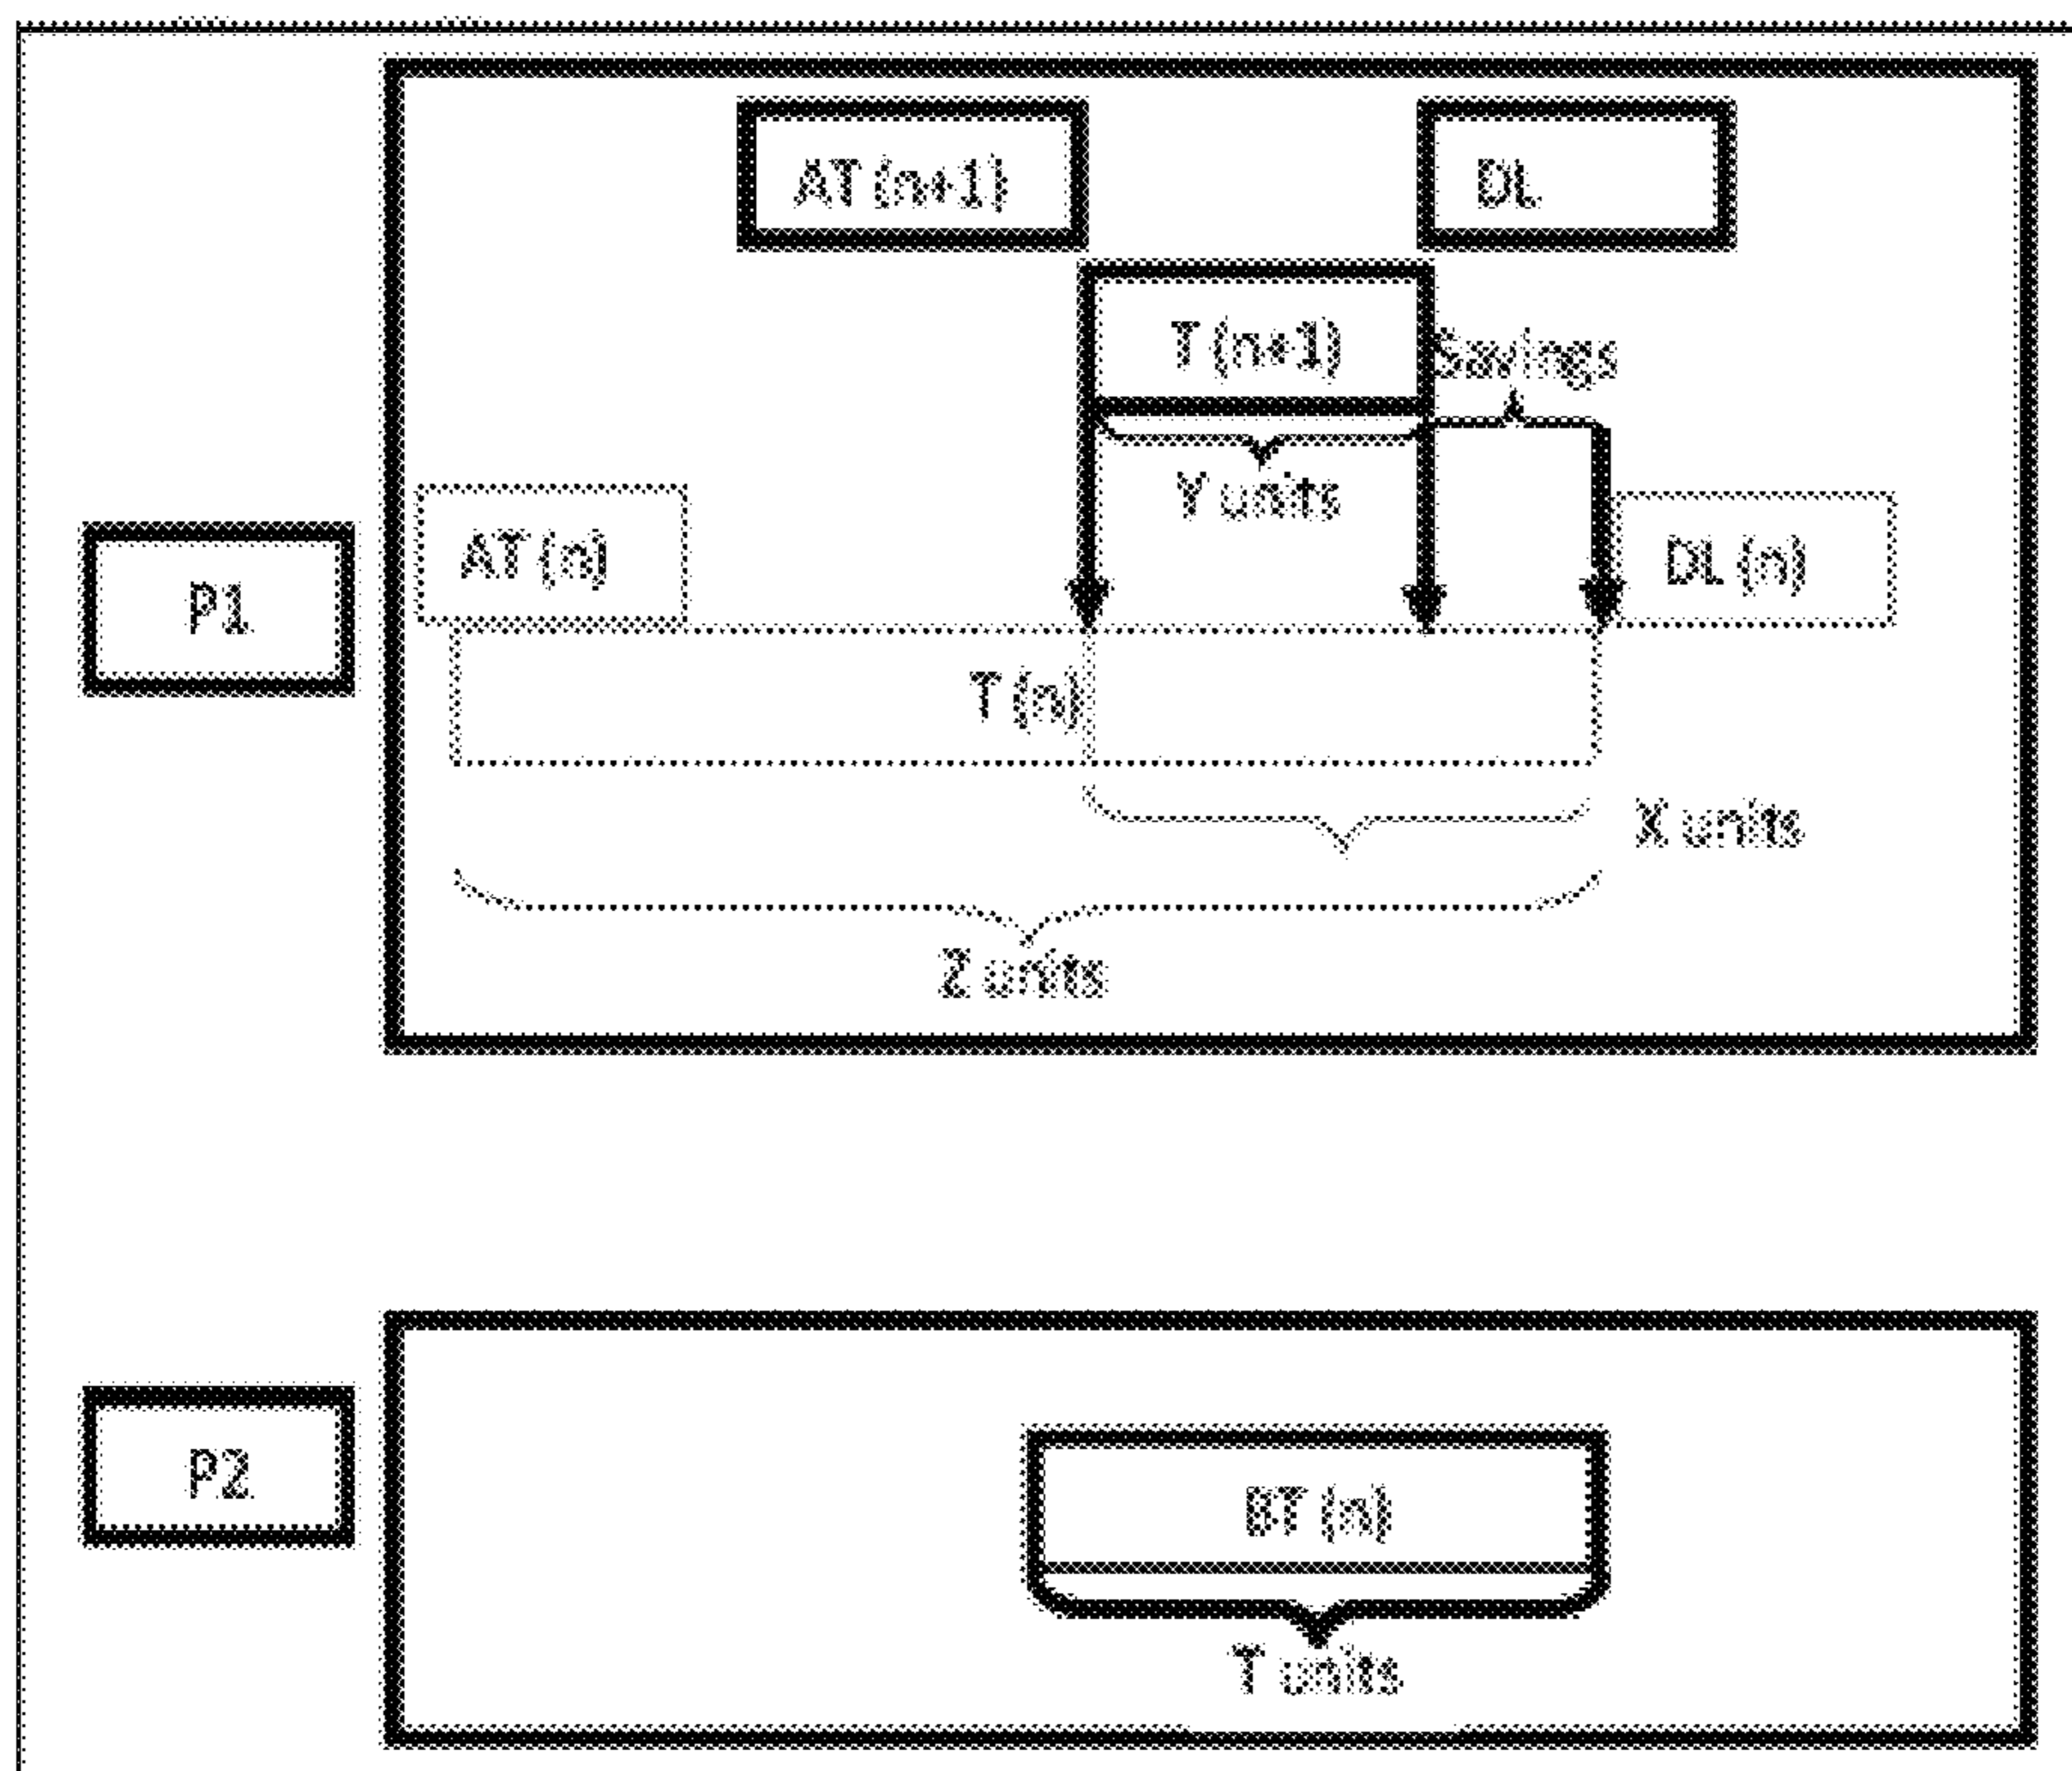 AT (n+1)
DL
T (n+1)
Savings
Y units
AT (n)
DL (n)
P1
T (n)
X units
Z units
P2
BT (n)
T units